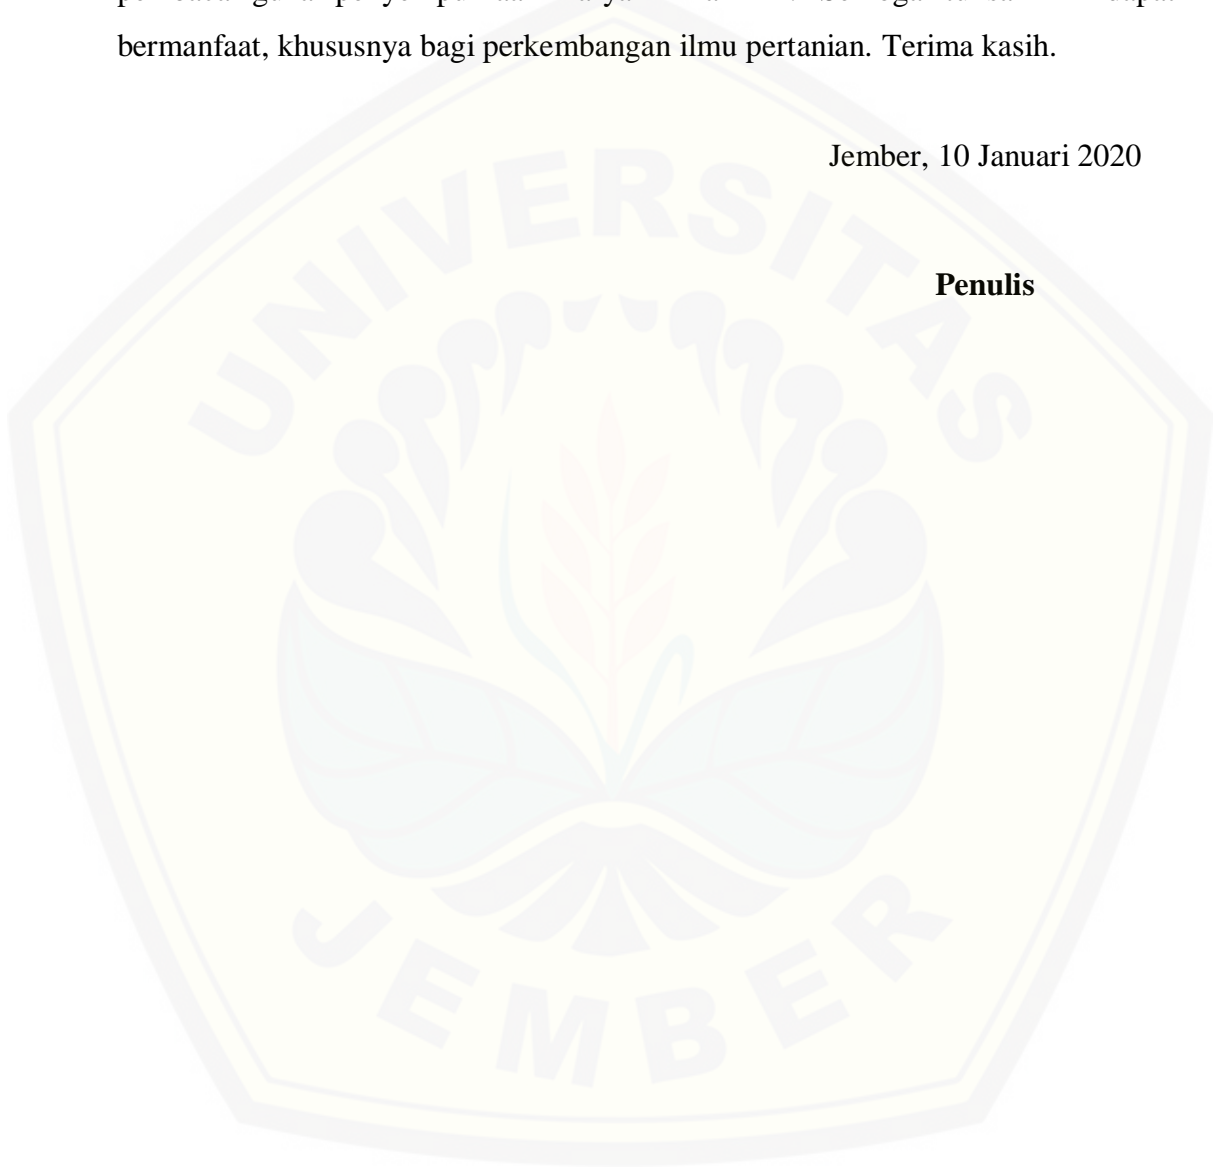 bermanfaat, khususnya bagi perkembangan ilmu pertanian. Terima kasih.
Jember, 10 Januari 2020
Penulis
UNIVERSITAS
JEMBER